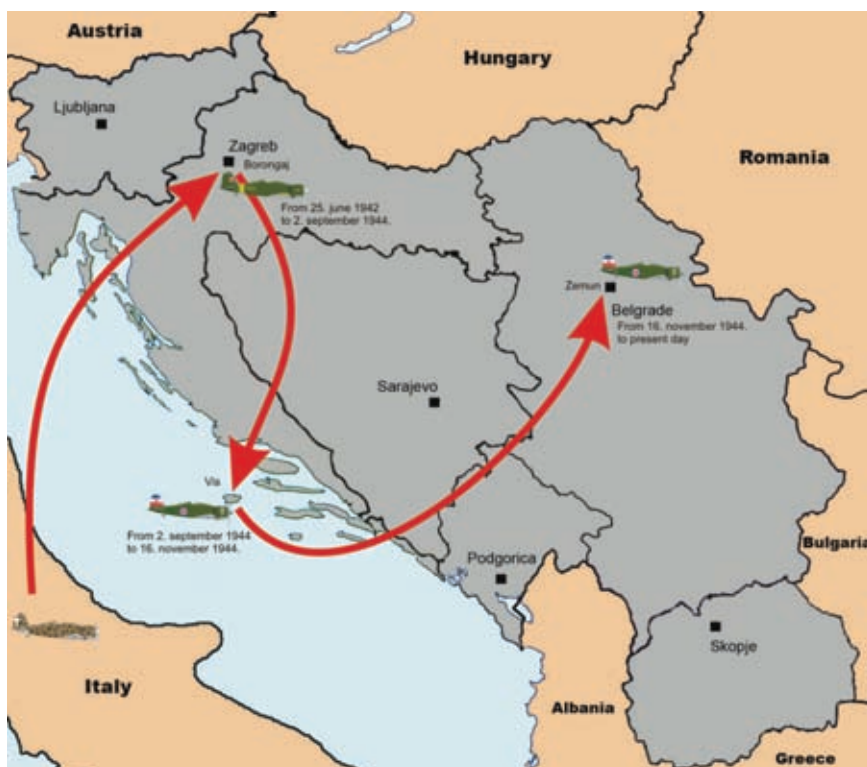 Austria
Hungary
Ljubljana
Zagreb
Borongaj
Romania
From 25. june 1942
to 2. september 1944.
Zemun
Belgrade
From 16. november 1944.
to present day
Sarajevo
Vis
From 2. september 1944
to 16. november 1944.
Bulgaria
Podgorica
Skopje
Italy
Albania
Greece